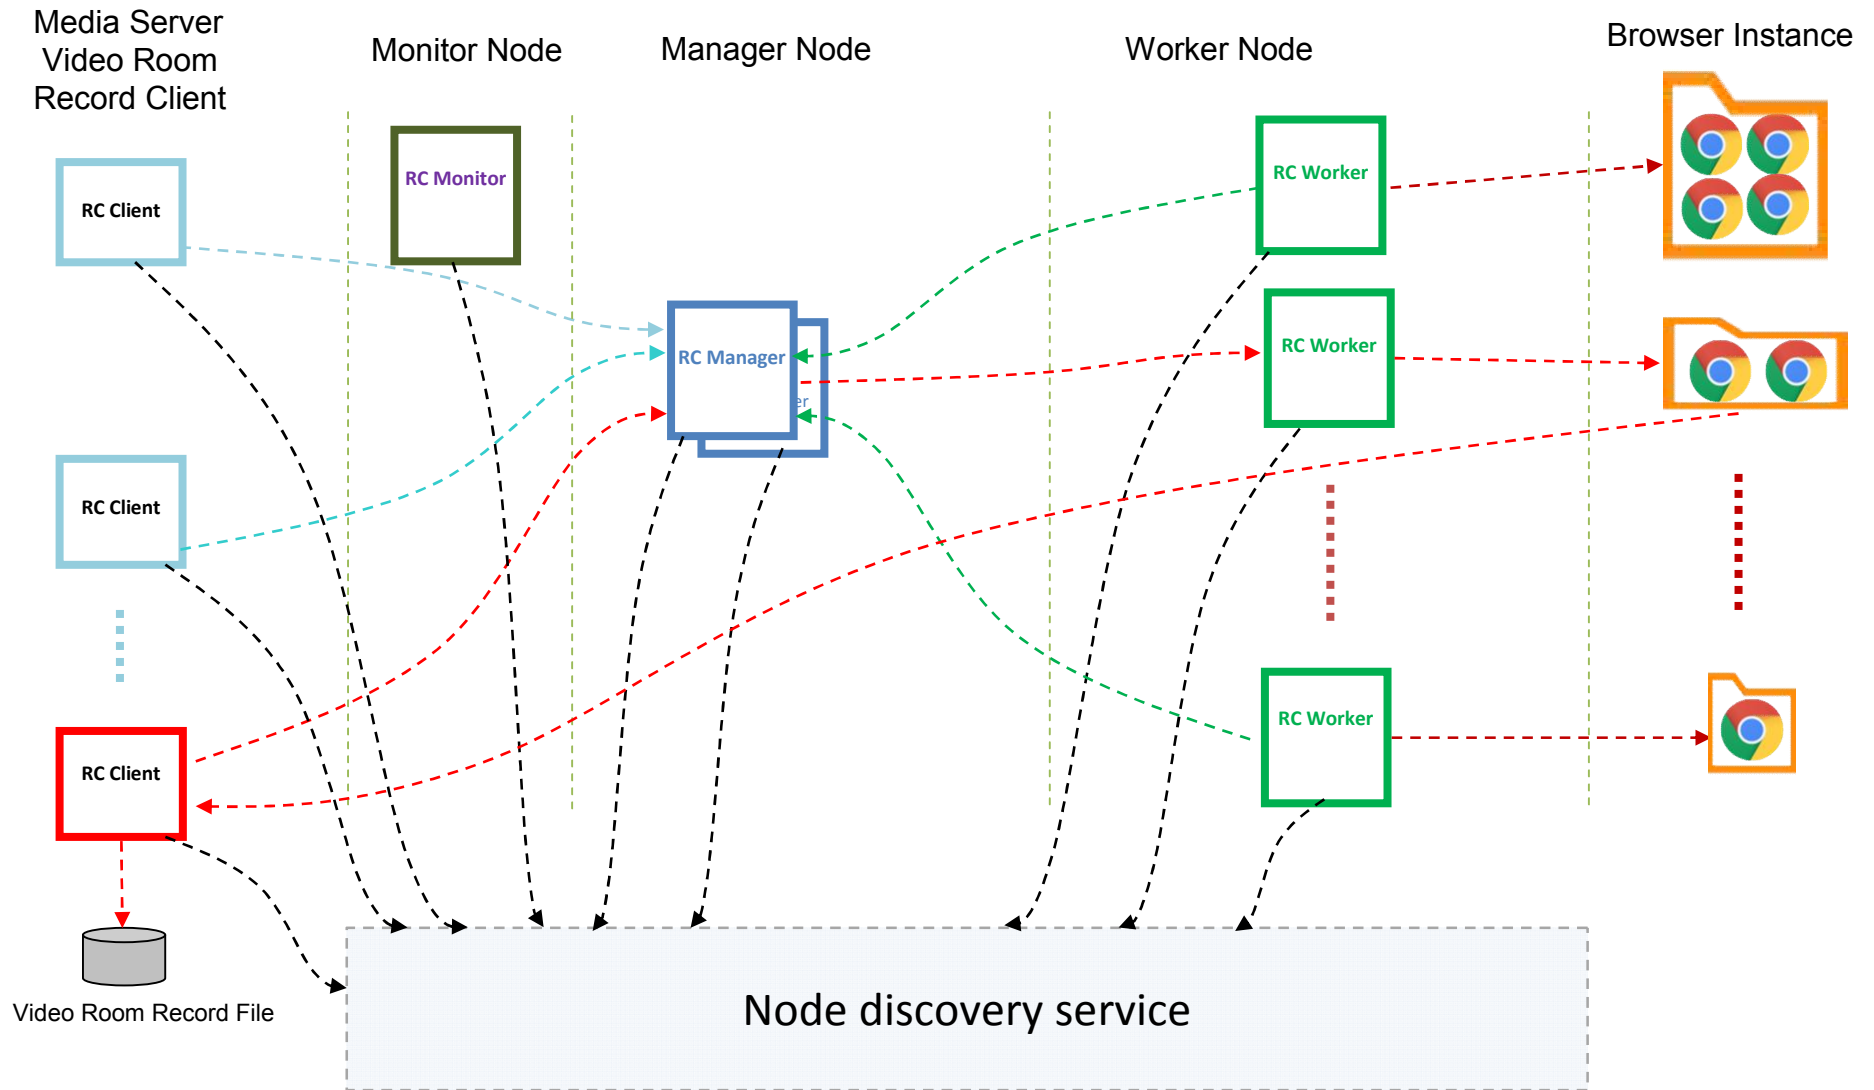 Media Server
Video Room
Record Client
Monitor Node
Manager Node
Worker Node
Browser Instance
RC Client
RC Monitor
RC Worker
RC Manager
er
RC Worker
RC Client
RC Worker
RC Client
Video Room Record File
Node discovery service